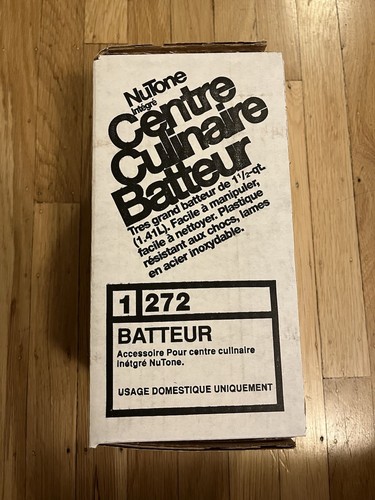 NuTone
intégré
Centre
Culinaire
Batteur
Tres grand batteur de 1½-qt.
(1.41L). Facile à manipuler,
facile à nettoyer. Plastique
résistant aux chocs, lames
en acier inoxydable.
1 272
BATTEUR
Accessoire Pour centre culinaire
inétgré NuTone.
USAGE DOMESTIQUE UNIQUEMENT